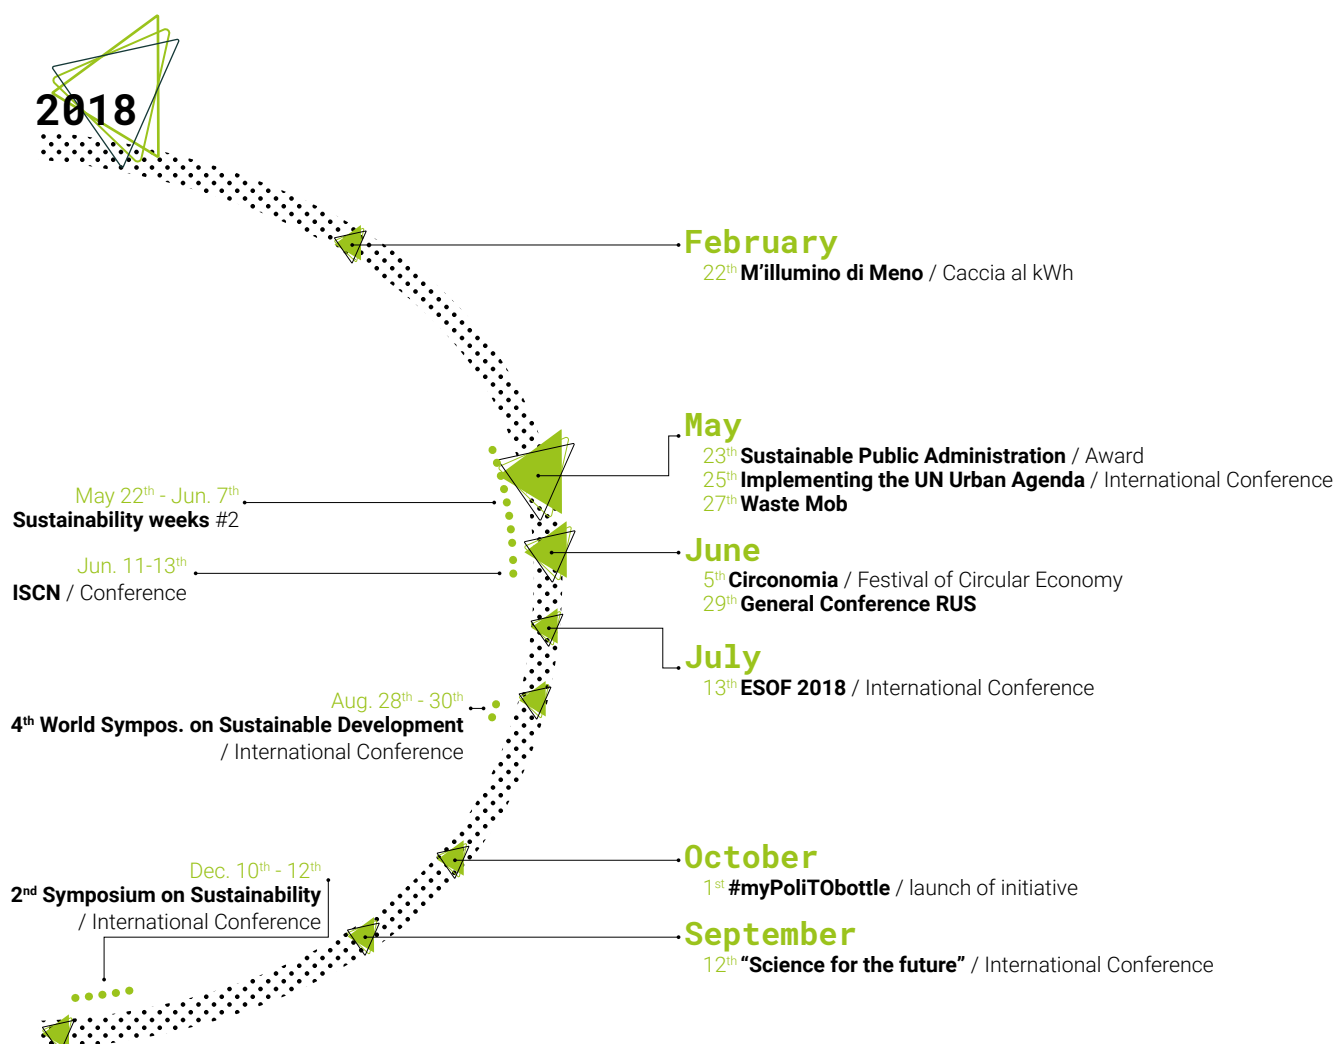 2018
February
22th M'illumino di Meno / Caccia al kWh
May
23th Sustainable Public Administration / Award
25th Implementing the UN Urban Agenda / International Conference
27th Waste Mob
May 22th - Jun. 7th
Sustainability weeks #2
June
5th Circonomia / Festival of Circular Economy
29th General Conference RUS
Jun. 11-13th
ISCN / Conference
July
13th ESOF 2018 / International Conference
Aug. 28th - 30th
4th World Sympos. on Sustainable Development
/ International Conference
October
1st #myPoliTObottle / launch of initiative
Dec. 10th - 12th
2nd Symposium on Sustainability
/ International Conference
September
12th “Science for the future” / International Conference